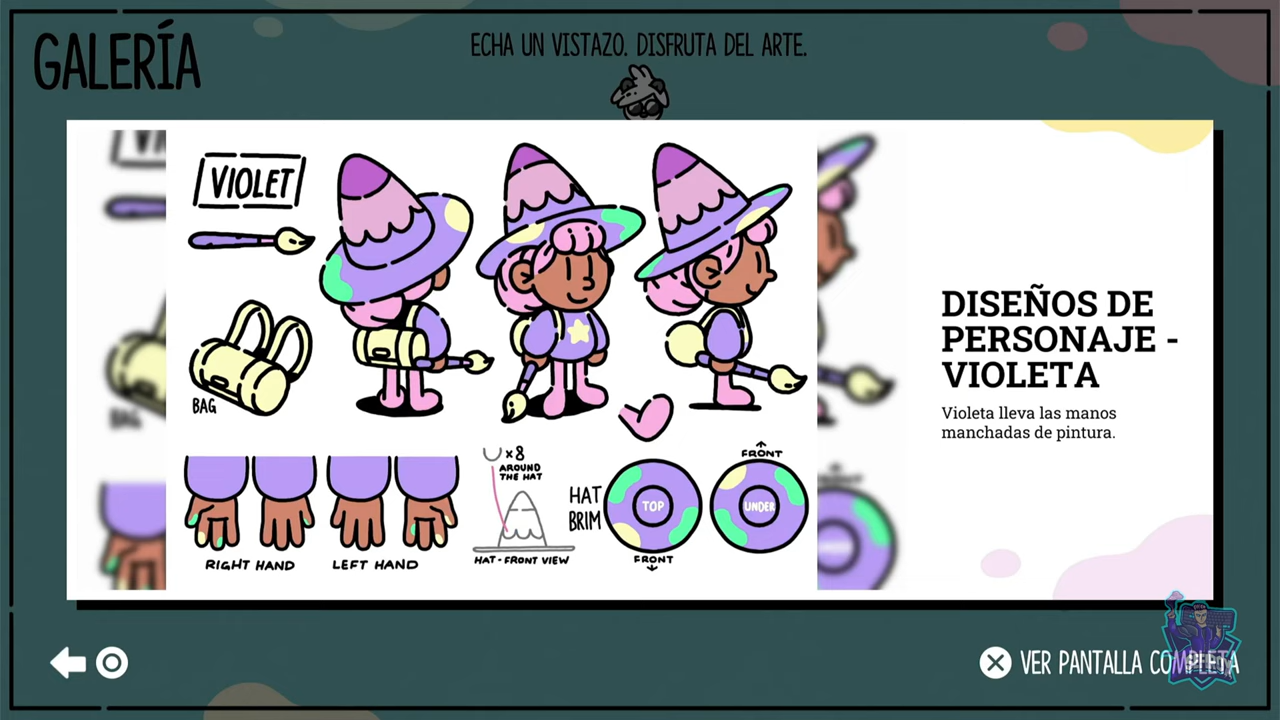 GALERÍA
ECHA UN VISTAZO. DISFRUTA DEL ARTE.
VIOLET
BAG
x8
AROUND
THE HAT
HAT - FRONT VIEW
RIGHT HAND
LEFT HAND
HAT
BRIM
TOP
FRONT
FRONT
UNDER
DISEÑOS DE
PERSONAJE -
VIOLETA
Violeta lleva las manos
manchadas de pintura.
VER PANTALLA COMPLETA